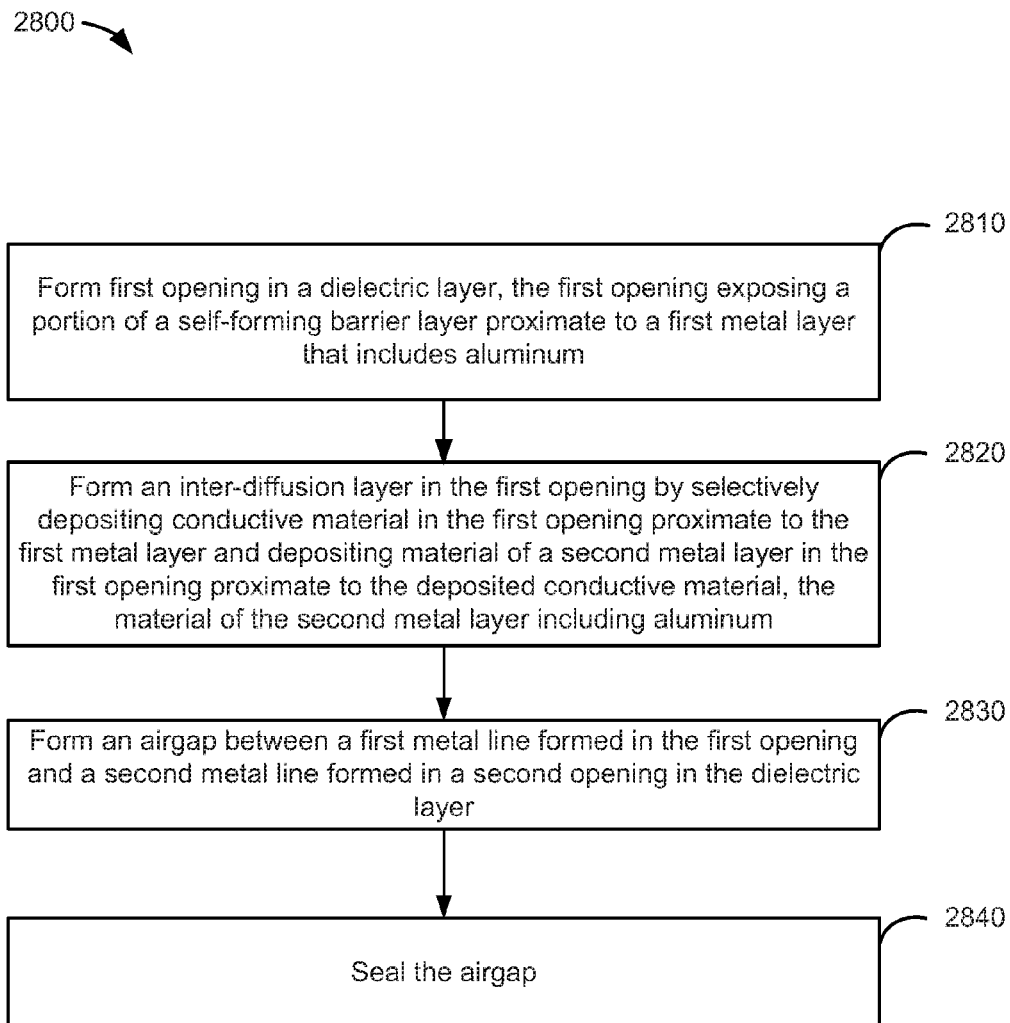 2800
2810
Form first opening in a dielectric layer, the first opening exposing a
portion of a self-forming barrier layer proximate to a first metal layer
that includes aluminum
2820
Form an inter-diffusion layer in the first opening by selectively
depositing conductive material in the first opening proximate to the
first metal layer and depositing material of a second metal layer in the
first opening proximate to the deposited conductive material, the
material of the second metal layer including aluminum
2830
Form an airgap between a first metal line formed in the first opening
and a second metal line formed in a second opening in the dielectric
layer
2840
Seal the airgap